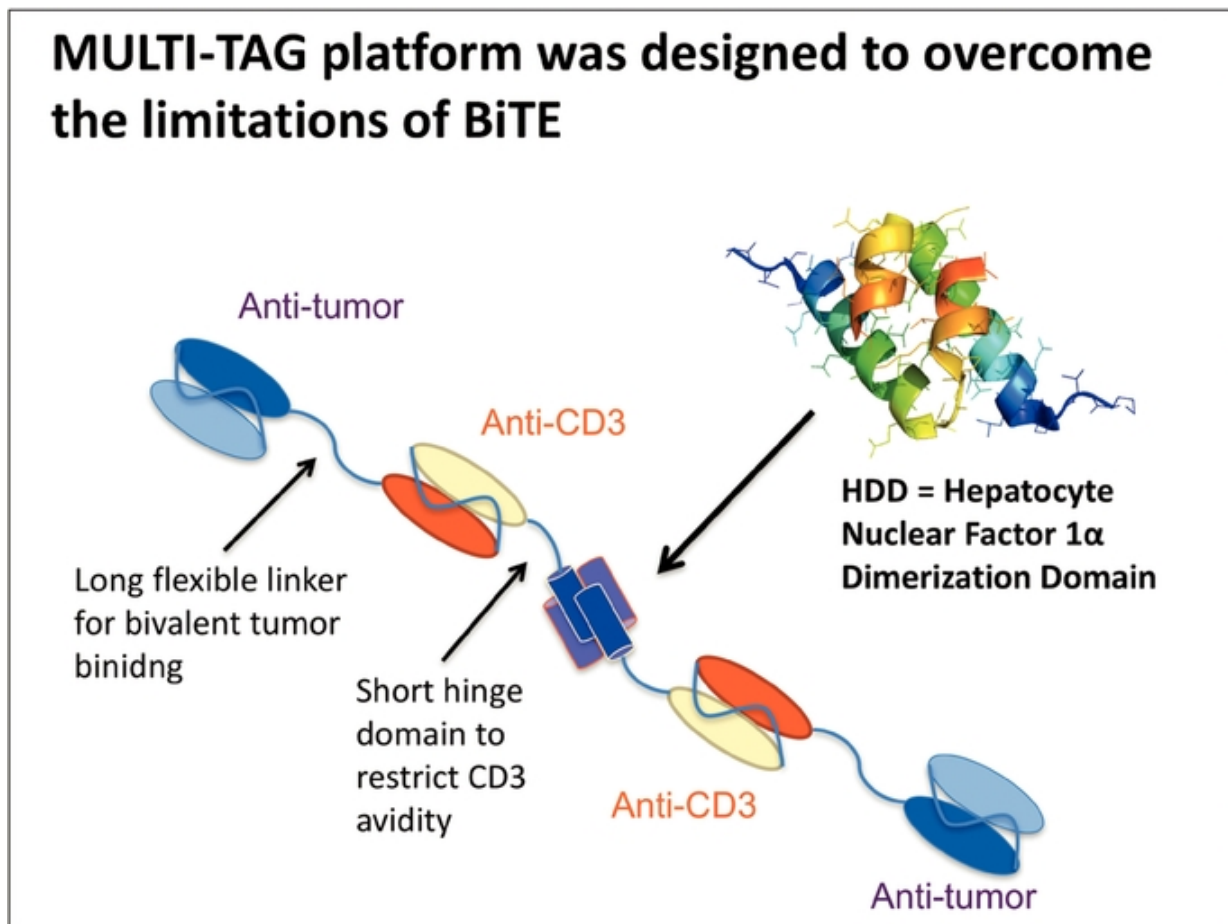 MULTI-TAG platform was designed to overcome
the limitations of BiTE
Anti-tumor
Anti-CD3
HDD = Hepatocyte
Nuclear Factor 1α
Dimerization Domain
Long flexible linker
for bivalent tumor
binidng
Short hinge
domain to
restrict CD3
avidity
Anti-CD3
Anti-tumor